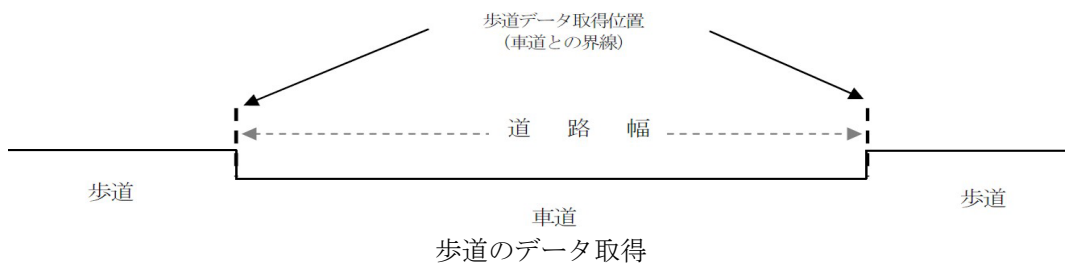 歩道データ取得位置
(車道との界線)
道 路 幅
歩道
歩道
車道
歩道のデータ取得